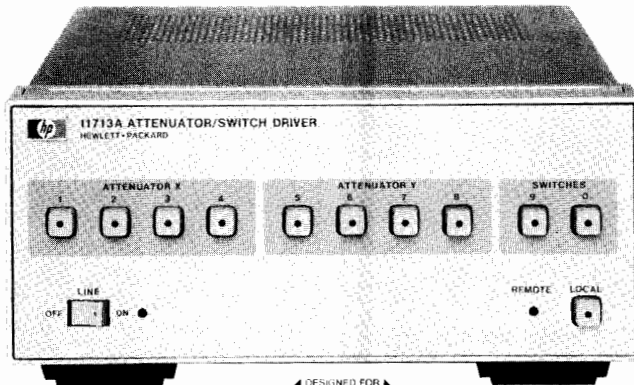 hp 11713A ATTENUATOR/SWITCH DRIVER
HEWLETT • PACKARD
ATTENUATOR X ATTENUATOR Y SWITCHES
1 2 3 4 5 6 7 8 9 0
LINE REMOTE LOCAL
OFF ON
◀ DESIGNED FOR ▶